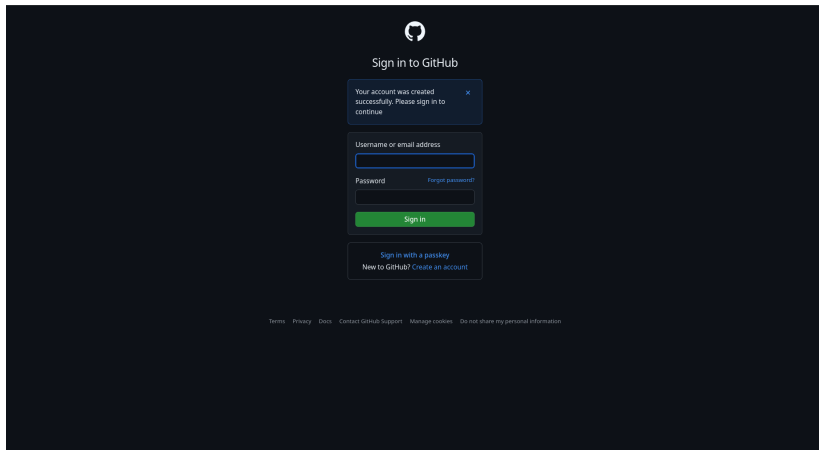 Sign in to GitHub
Your account was created
successfully. Please sign in to
continue
Username or email address
Password Forgot password?
Sign in
Sign in with a passkey
New to GitHub? Create an account
Terms Privacy Docs Contact GitHub Support Manage cookies Do not share my personal information